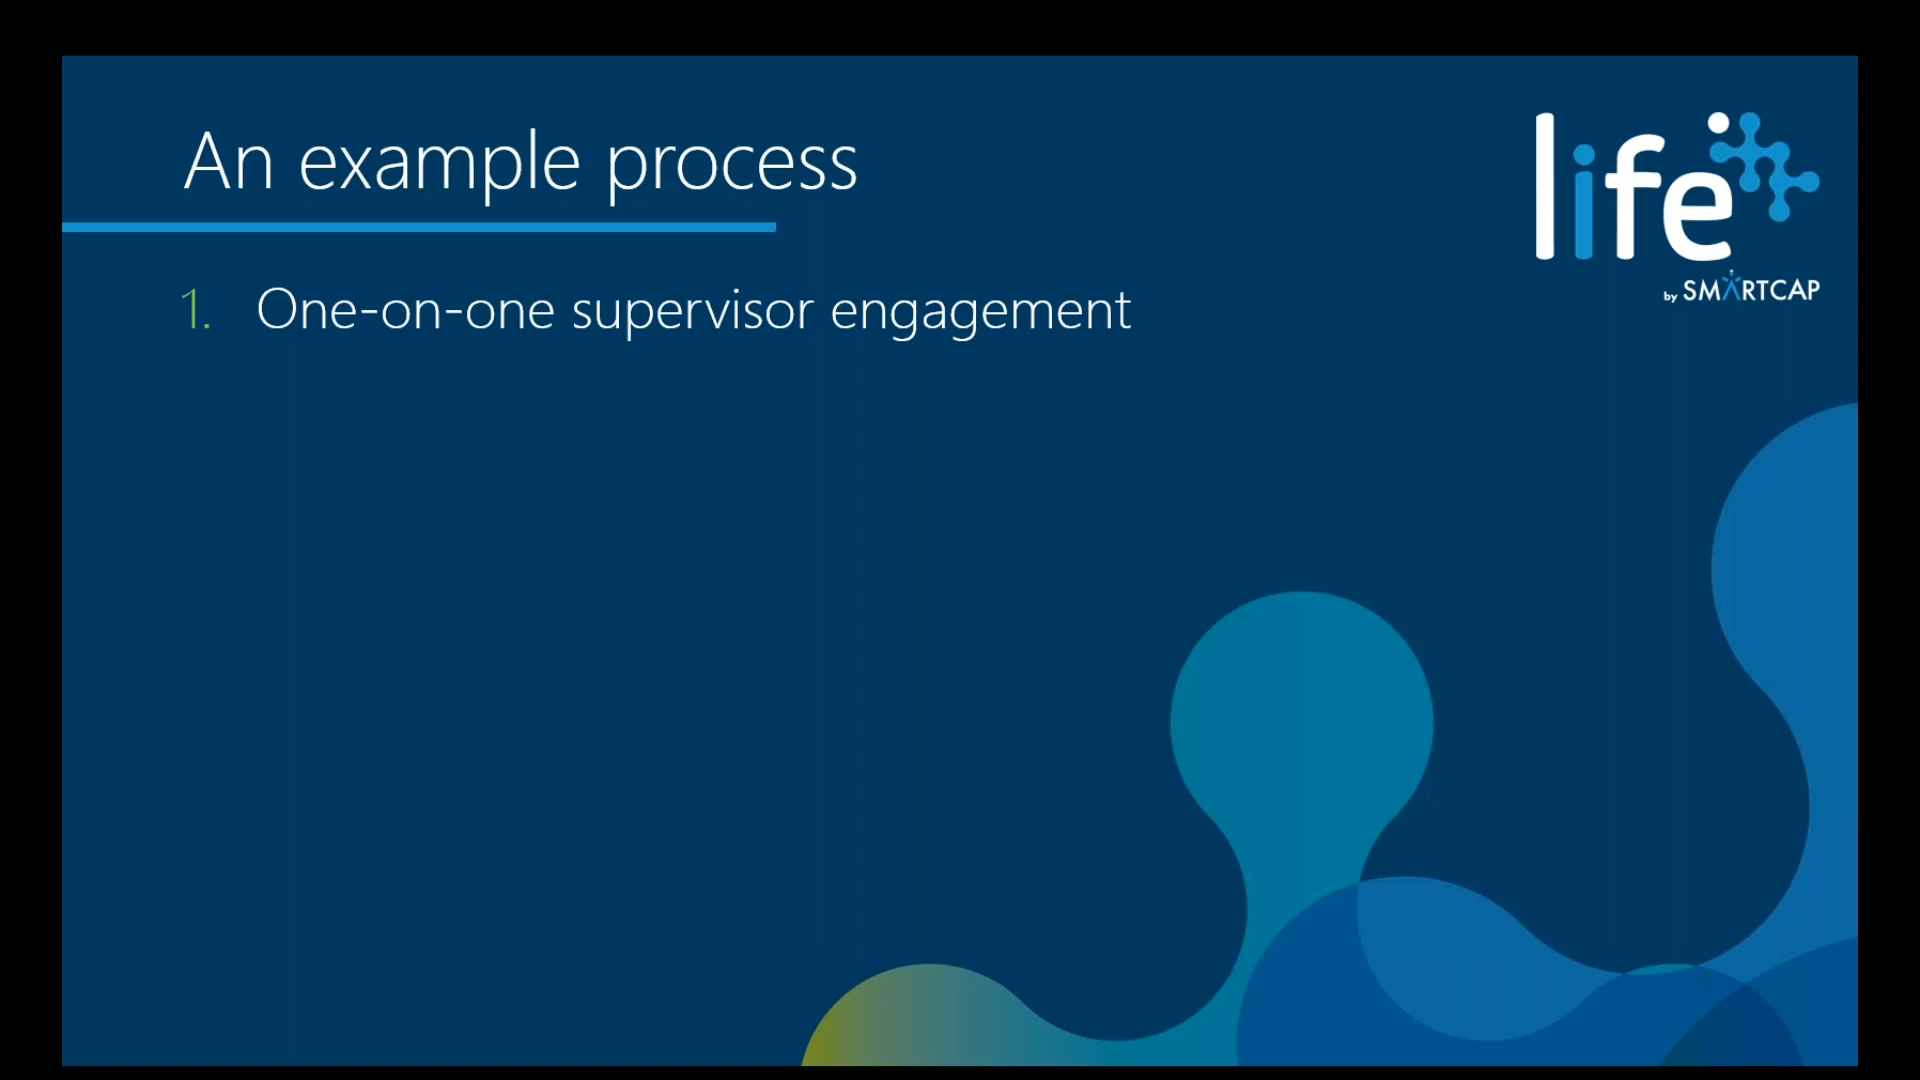 An example process
life
by SMARTCAP
1. One-on-one supervisor engagement